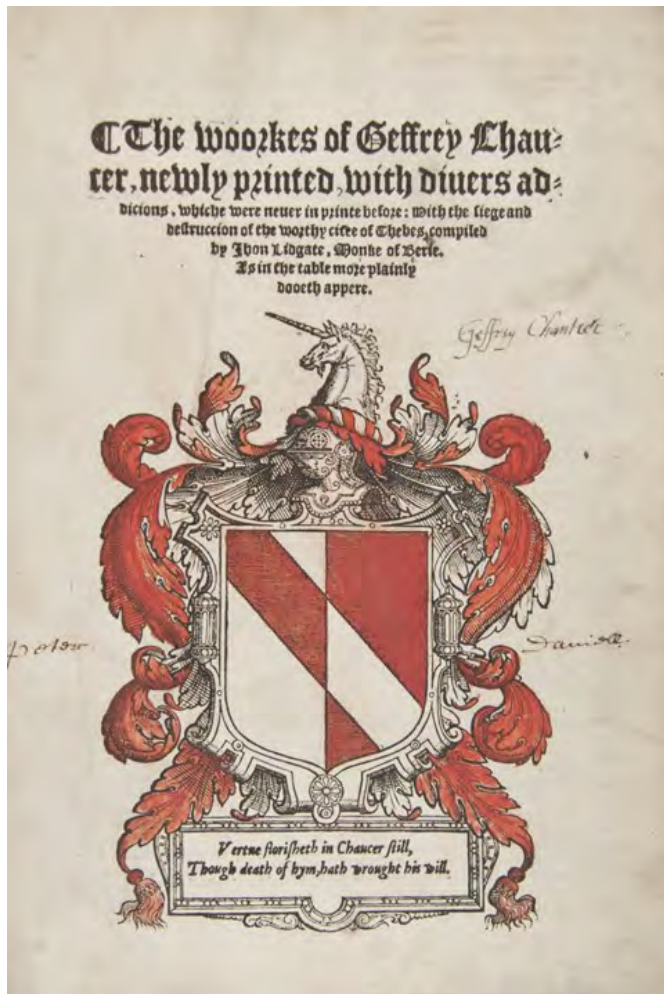 ¶The woorkes of Geffrey Chau=
cer, newly printed, with diuers ad=
dicions, whiche were neuer in printe before: With the siege and
destruccion of the worthy citee of Thebes, compiled
by Jhon Lidgate, Monke of Berie.
As in the table more plainly
dooeth appere.
Geffrey
Daniell.
Vertue florisheth in Chaucer still,
Though death of hym, hath wrought his will.